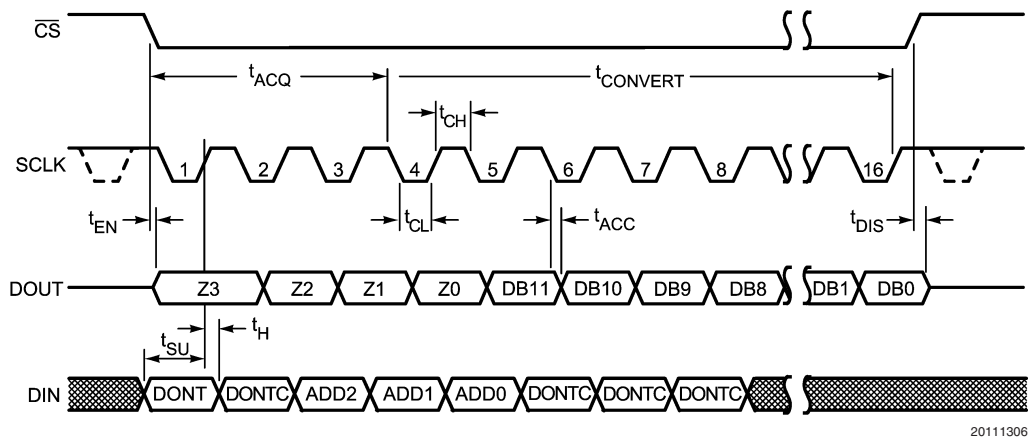 CS
tACQ tCONVERT
tCH
SCLK 1 2 3 4 5 6 7 8 16
tEN tCL tACC tDIS
DOUT Z3 Z2 Z1 Z0 DB11 DB10 DB9 DB8 DB1 DB0
tSU tH
DIN DONT DONTC ADD2 ADD1 ADD0 DONTC DONTC DONTC
20111306